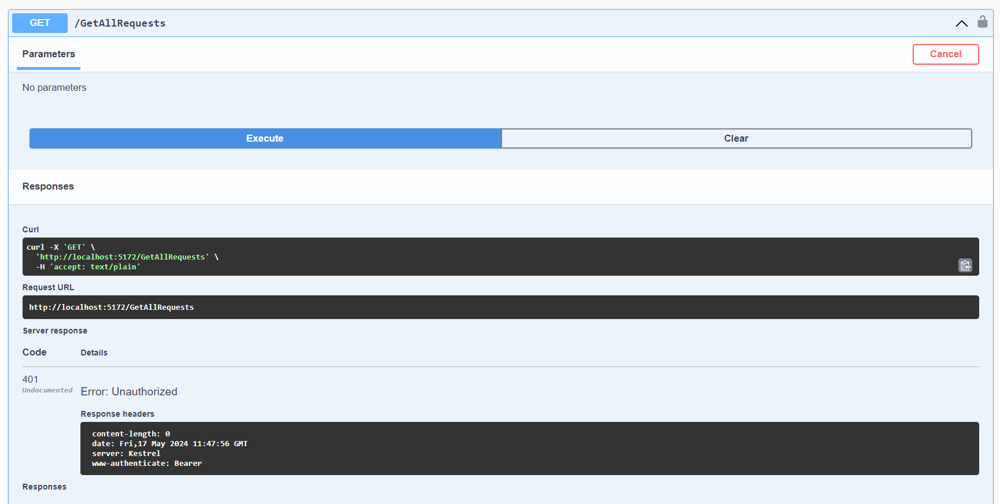 GET /GetAllRequests
Parameters
Cancel
No parameters
Execute
Clear
Responses
Curl
curl -X 'GET' \
  'http://localhost:5172/GetAllRequests' \
  -H 'accept: text/plain'
Request URL
http://localhost:5172/GetAllRequests
Server response
Code
Details
401
Undocumented
Error: Unauthorized
Response headers
content-length: 0
date: Fri,17 May 2024 11:47:56 GMT
server: Kestrel
www-authenticate: Bearer
Responses